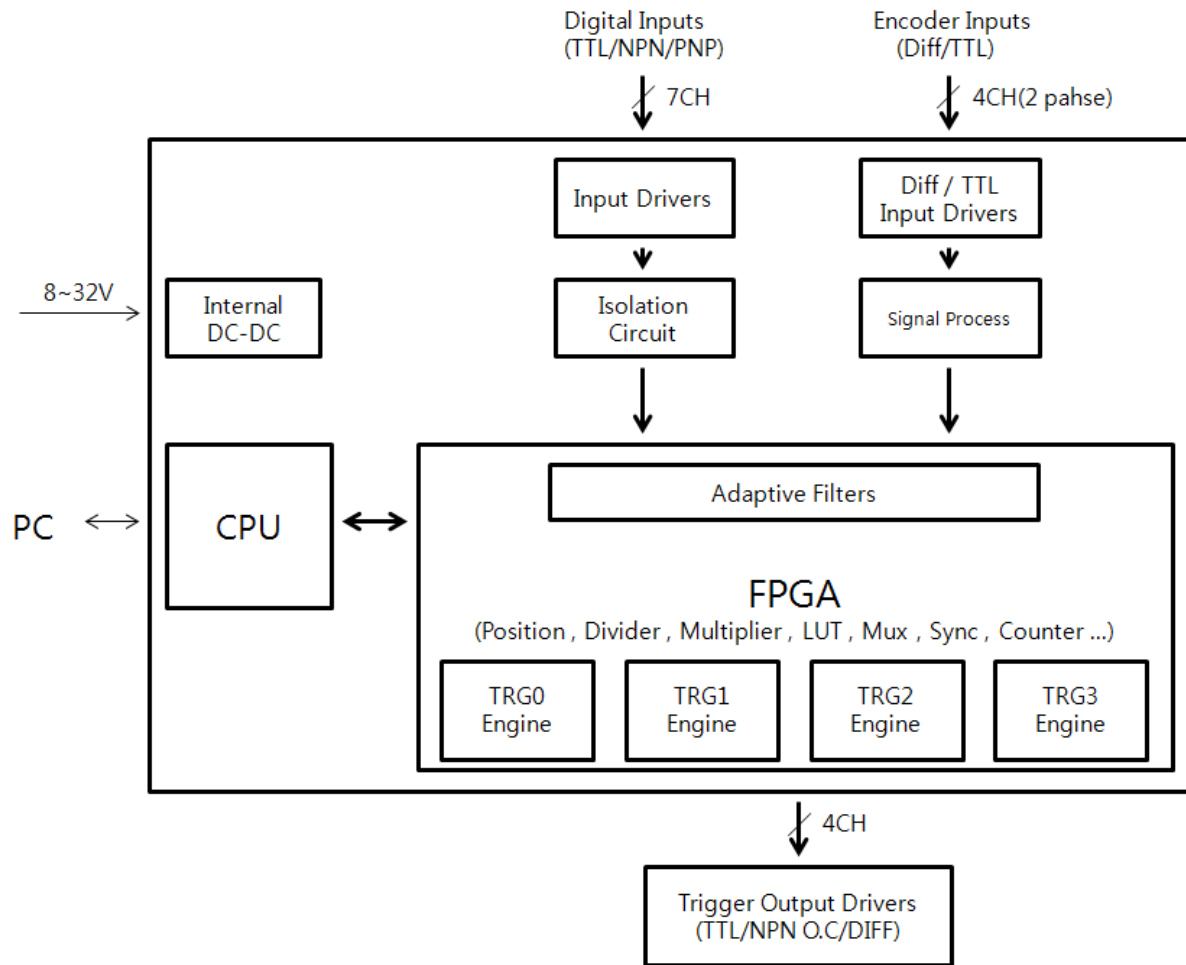 Digital Inputs
(TTL/NPN/PNP)
Encoder Inputs
(Diff/TTL)
7CH
4CH(2 pahse)
Input Drivers
Diff / TTL
Input Drivers
8~32V
Internal
DC-DC
Isolation
Circuit
Signal Process
PC
CPU
Adaptive Filters
FPGA
(Position , Divider , Multiplier , LUT , Mux , Sync , Counter ...)
TRG0
Engine
TRG1
Engine
TRG2
Engine
TRG3
Engine
4CH
Trigger Output Drivers
(TTL/NPN O.C/DIFF)